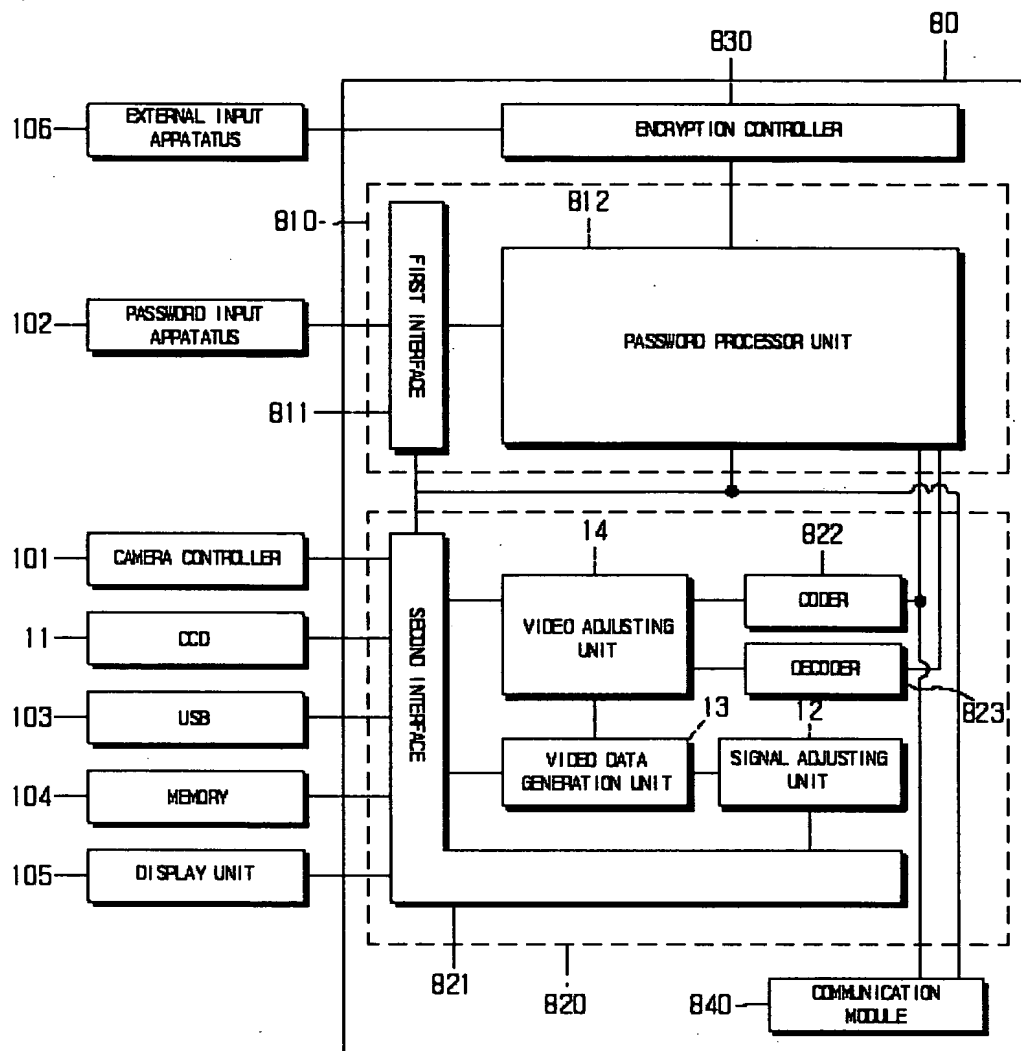 80
830
106
EXTERNAL INPUT
APPATATUS
ENCRYPTION CONTROLLER
810
812
FIRST INTERFACE
102
PASSWORD INPUT
APPATATUS
PASSWORD PROCESSOR UNIT
811
101
CAMERA CONTROLLER
14
822
SECOND INTERFACE
VIDEO ADJUSTING
UNIT
CODER
11
CCD
DECODER
823
103
USB
13
12
VIDEO DATA
GENERATION UNIT
SIGNAL ADJUSTING
UNIT
104
MEMORY
105
DISPLAY UNIT
821
820
840
COMMUNICATION
MODULE